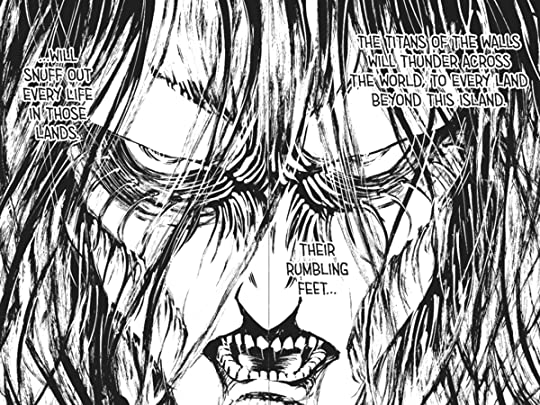 THE TITANS OF THE WALLS
WILL THUNDER ACROSS
THE WORLD, TO EVERY LAND
BEYOND THIS ISLAND.
THEIR
RUMBLING
FEET...
...WILL
SNUFF OUT
EVERY LIFE
IN THOSE
LANDS.